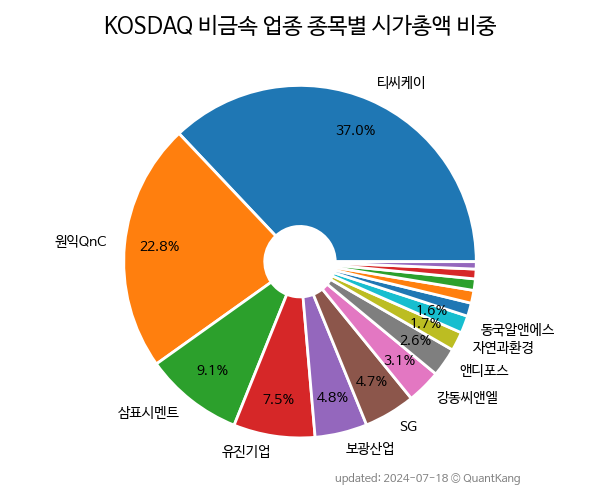 KOSDAQ 비금속 업종 종목별 시가총액 비중
티씨케이
37.0%
원익QnC
22.8%
삼표시멘트
9.1%
유진기업
7.5%
보광산업
4.8%
SG
4.7%
강동씨앤엘
3.1%
앤디포스
2.6%
자연과환경
1.7%
동국알앤에스
1.6%
updated: 2024-07-18 © QuantKang